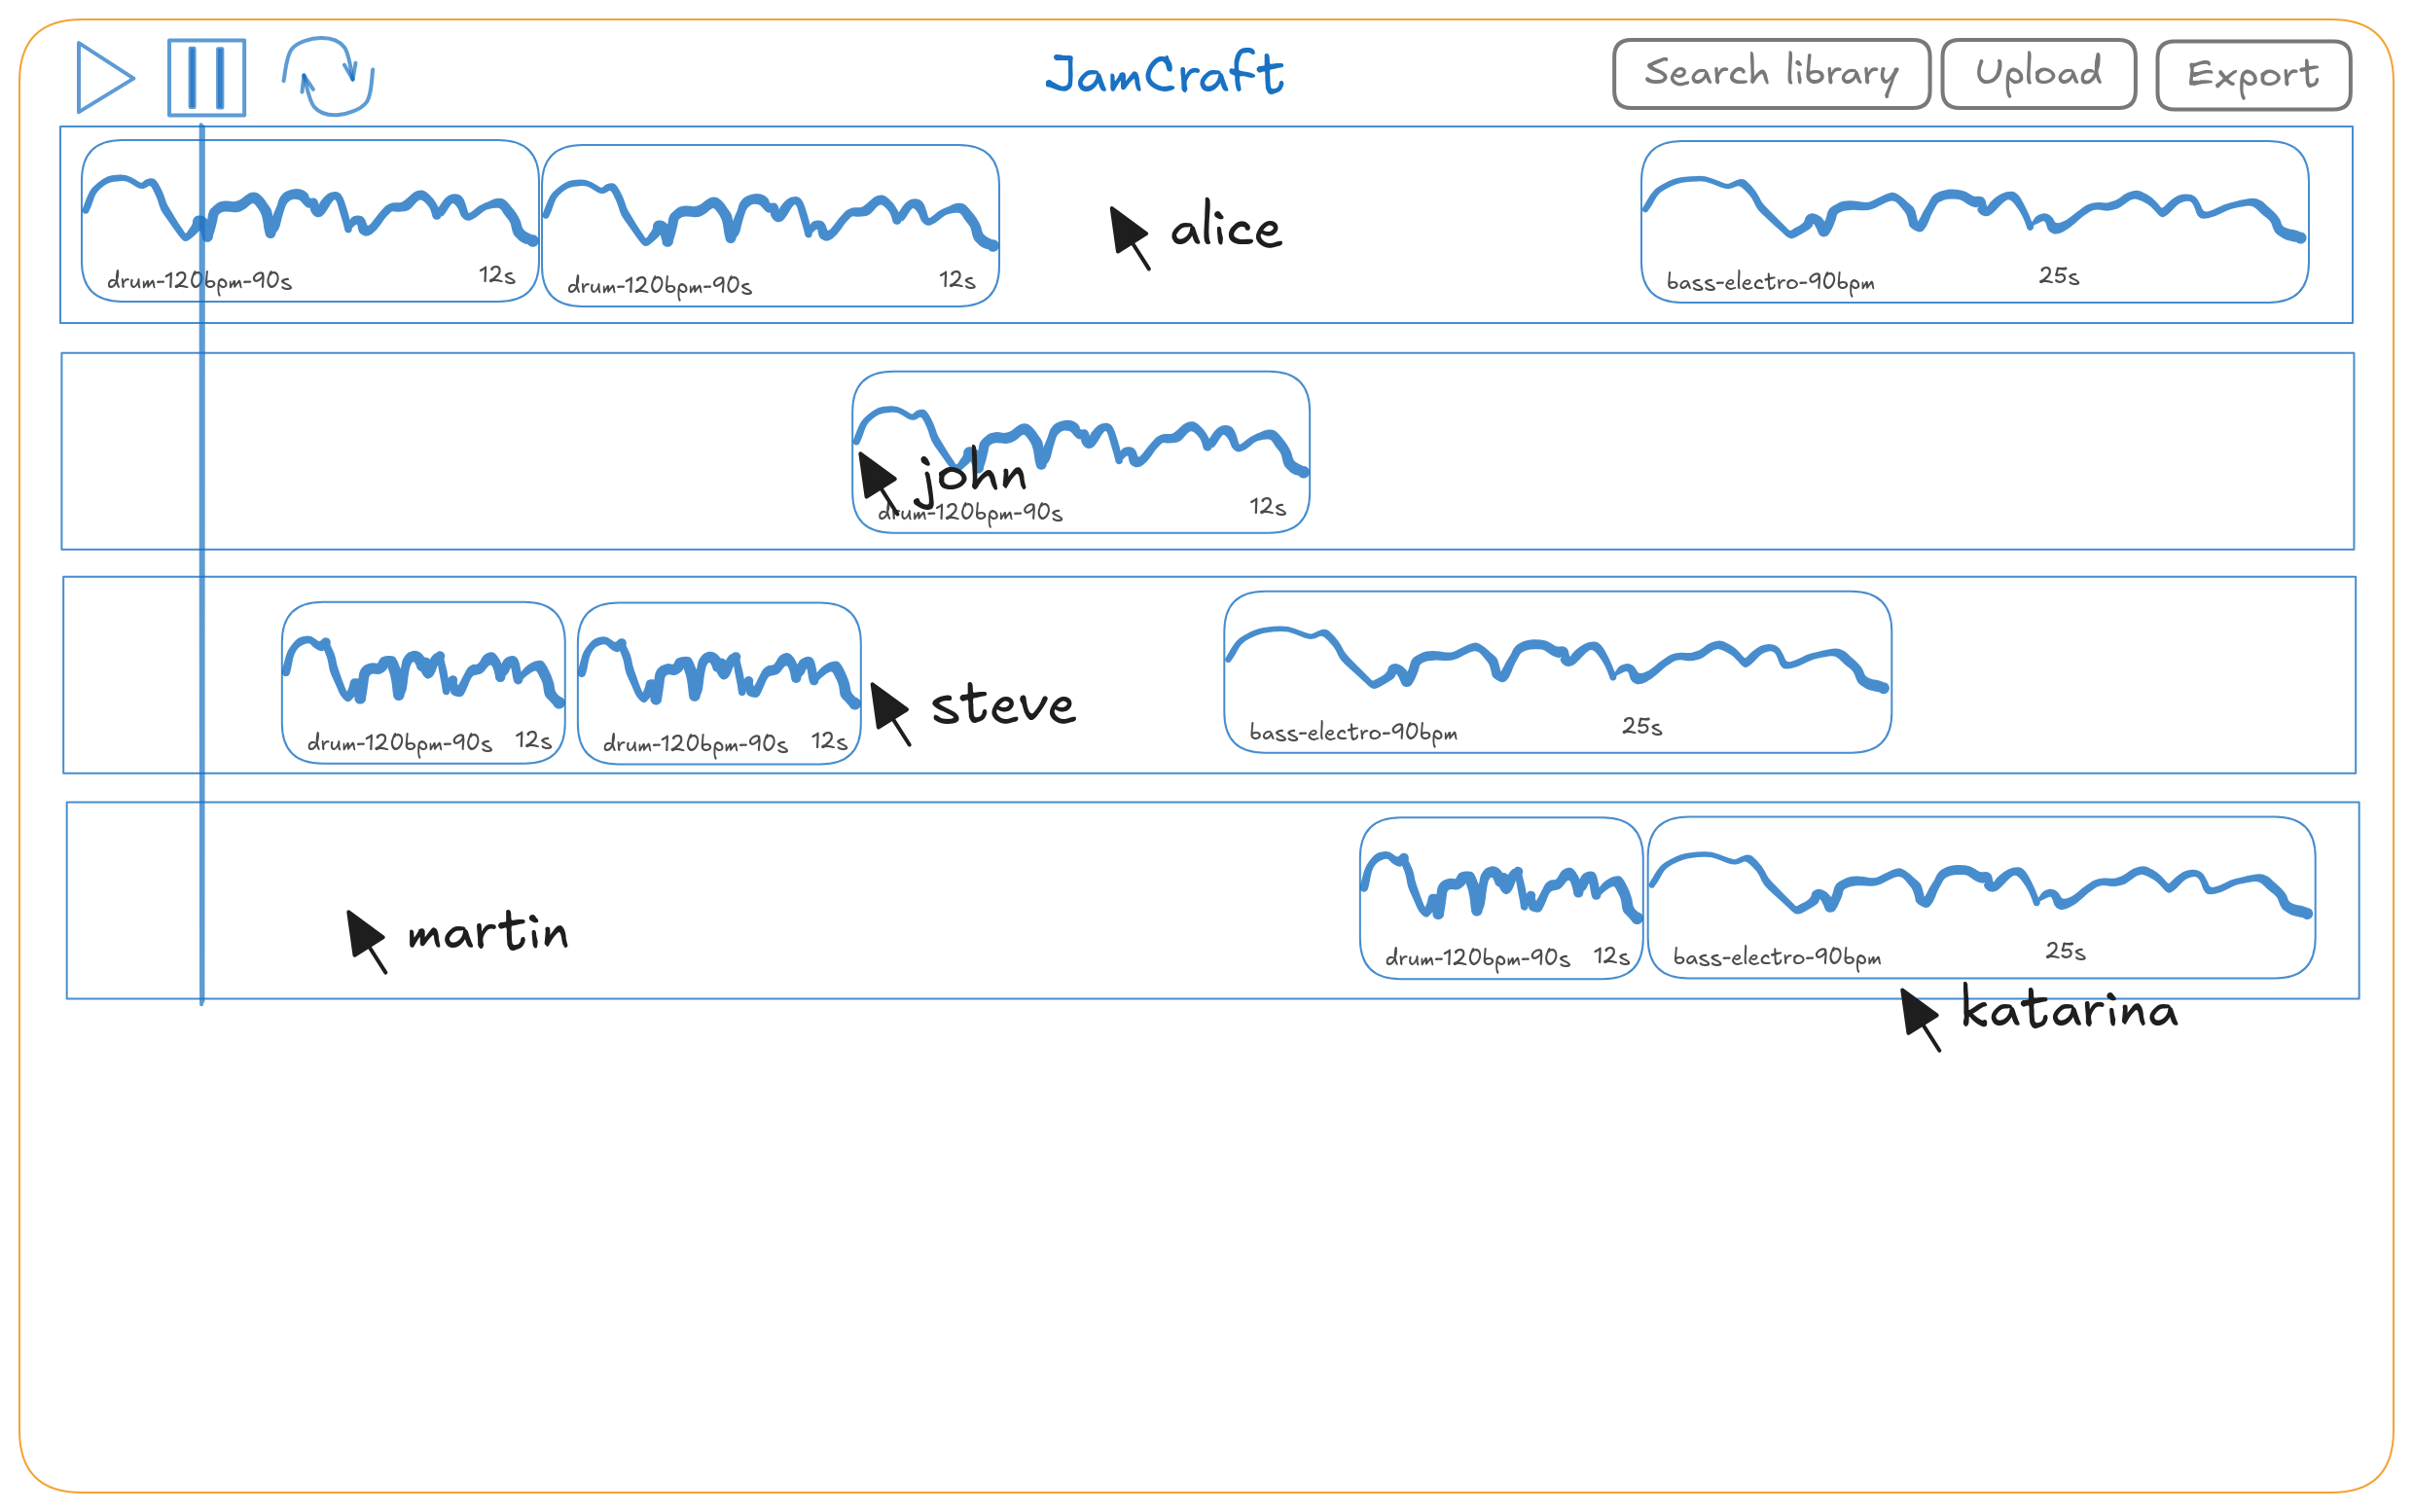 JamCraft
Search library
Upload
Export
alice
drum-120bpm-90s
12s
drum-120bpm-90s
12s
bass-electro-90bpm
25s
john
drum-120bpm-90s
12s
steve
drum-120bpm-90s
12s
drum-120bpm-90s
12s
bass-electro-90bpm
25s
martin
drum-120bpm-90s
12s
bass-electro-90bpm
25s
katarina